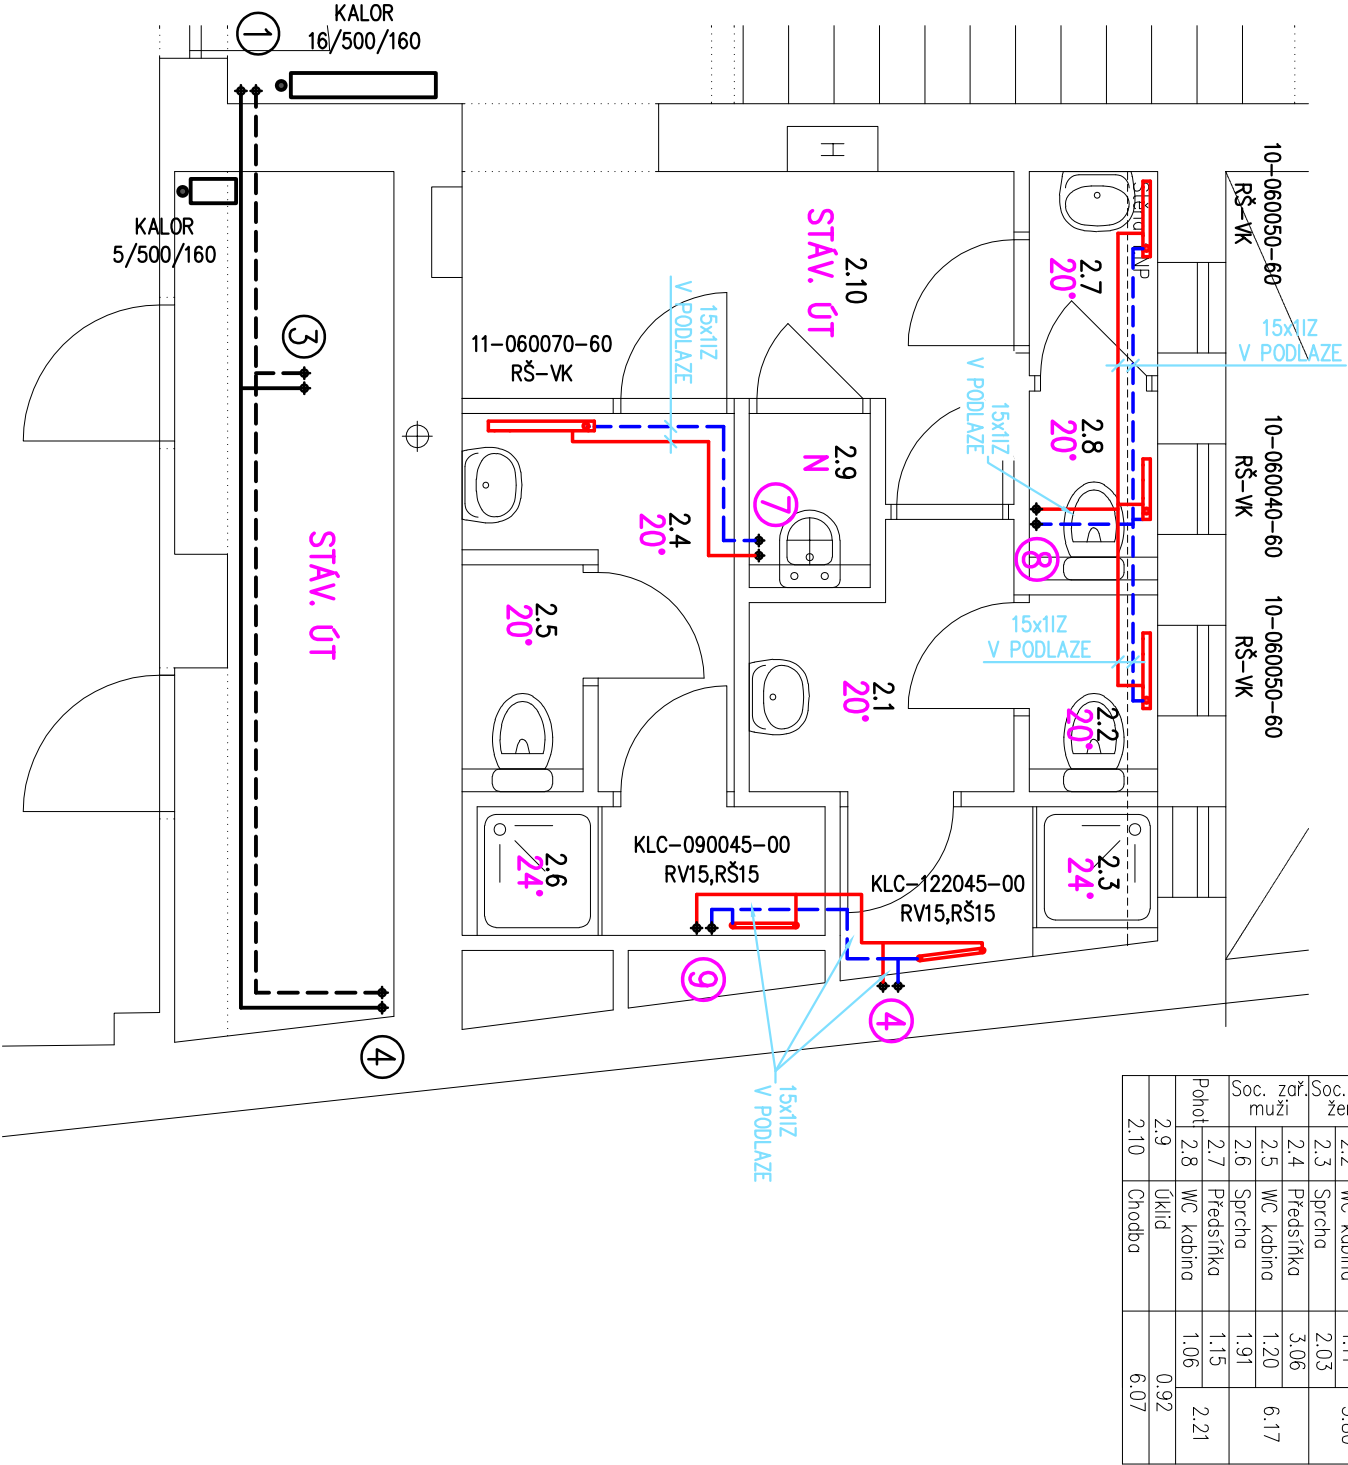 KALOR
16/500/160
1
KALOR
5/500/160
3
STÁV. ÚT
4
11-060070-60
RŠ-VK
15x1IZ
V PODLAZE
H
STÁV. ÚT
2.10
2.7
20°
2.8
20°
2.9
N
2.4
20°
2.5
20°
2.6
24°
2.1
20°
2.2
20°
2.3
24°
7
8
9
4
15x1IZ
V PODLAZE
15x1IZ
V PODLAZE
15x1IZ
V PODLAZE
15x1IZ
V PODLAZE
10-060050-60
RŠ-VK
10-060040-60
RŠ-VK
10-060050-60
RŠ-VK
KLC-090045-00
RV15,RŠ15
KLC-122045-00
RV15,RŠ15
Soc.
2.3 Sprcha 2.03
Soc. zař. muži
2.4 Předsíňka 3.06
2.5 WC kabina 1.20 6.17
2.6 Sprcha 1.91
Pohot.
2.7 Předsíňka 1.15
2.8 WC kabina 1.06 2.21
2.9 Úklid 0.92
2.10 Chodba 6.07